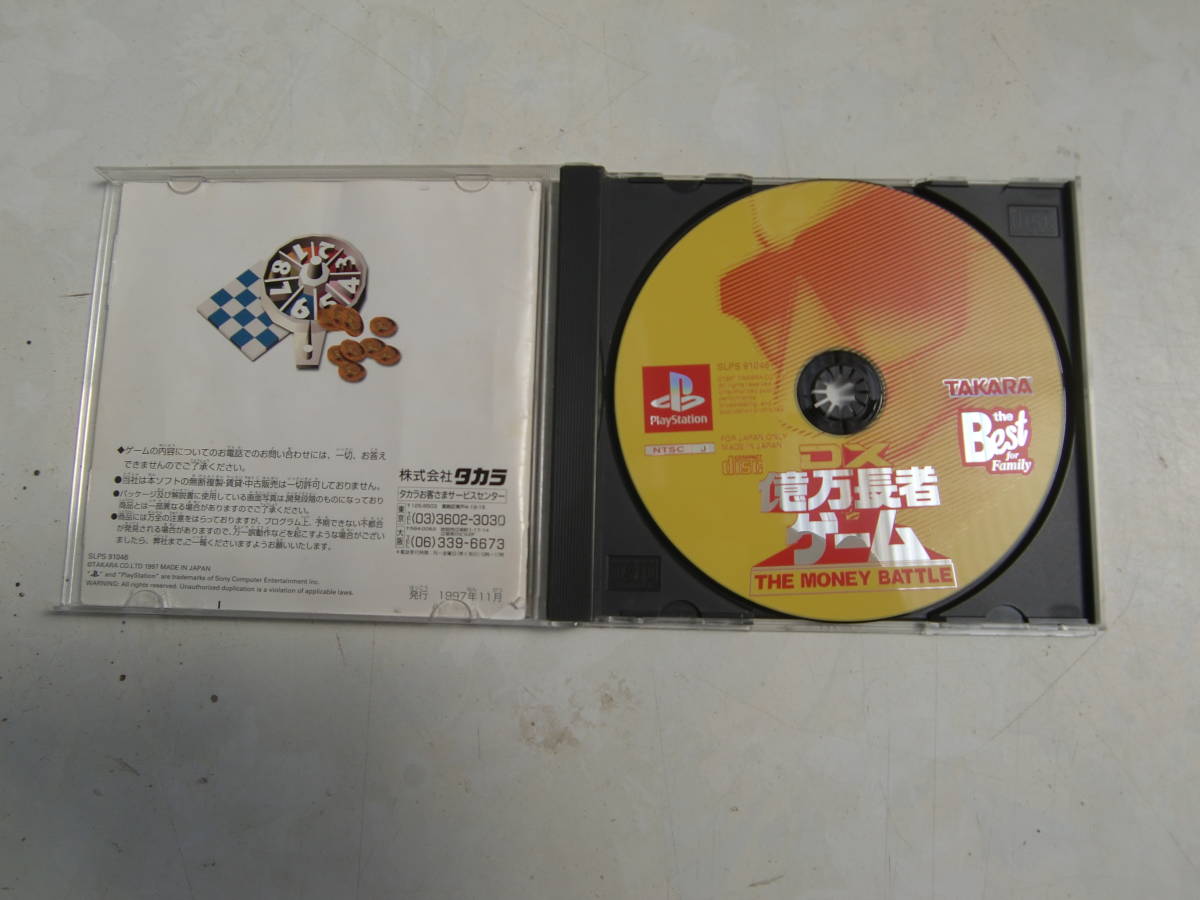 1
2
3
4
6
7
8
◆ゲームの内容についてのお電話でのお問い合わせには、一切、お答え
できませんのでご了承ください。
●当社は本ソフトの無断複製・賃貸・中古販売は一切許可しておりません。
●パッケージ及び解説書に使用している画面写真は、開発段階のものになっており
商品とは一部異なる場合がありますのでご了承ください。
●商品には万全の注意をはらっておりますが、プログラム上、予期できない不都合
が発見される場合がありますので、万一誤動作などを起こすような場合がござい
ましたら、弊社までご一報くださいますようお願いいたします。
SLPS 91046
©TAKARA CO.LTD 1997 MADE IN JAPAN
" " and "PlayStation" are trademarks of Sony Computer Entertainment Inc.
WARNING: All rights reserved. Unauthorized duplication is a violation of applicable laws.
株式会社タカラ
タカラお客さまサービスセンター
東京
(03)3602-3030
大阪
(06)339-6673
発行 1997年11月
PlayStation
NTSC J
SLPS 91046
FOR JAPAN ONLY
MADE IN JAPAN
COMPACT
disc
TAKARA
the
Best
for
Family
DX
億万長者
ゲーム
THE MONEY BATTLE